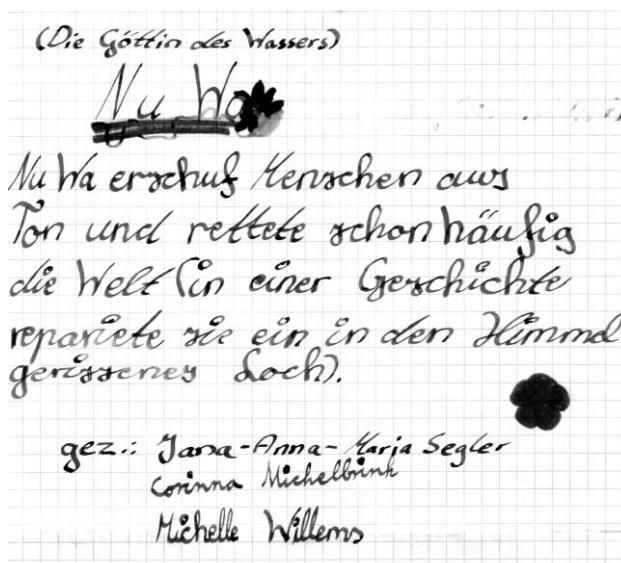 (Die Göttin des Wassers)
Nu Wa
Nu Wa erschuf Menschen aus
Ton und rettete schon häufig
die Welt (in einer Geschichte
repariete sie ein in den Himmel
gerissenes Loch).
gez.: Jana-Anna-Maria Segler
Corinna Michelbrink
Michelle Willems